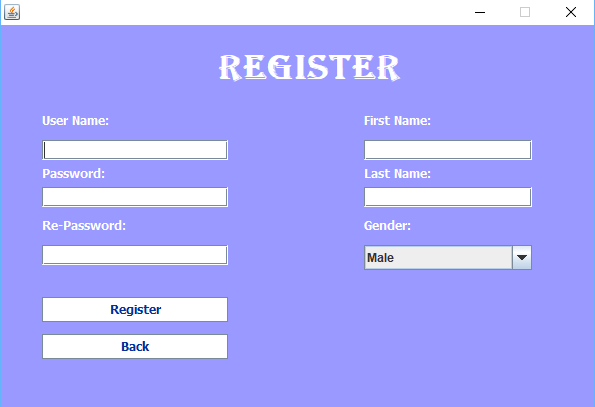 REGISTER
User Name: First Name:
Password: Last Name:
Re-Password: Gender:
Male
Register
Back